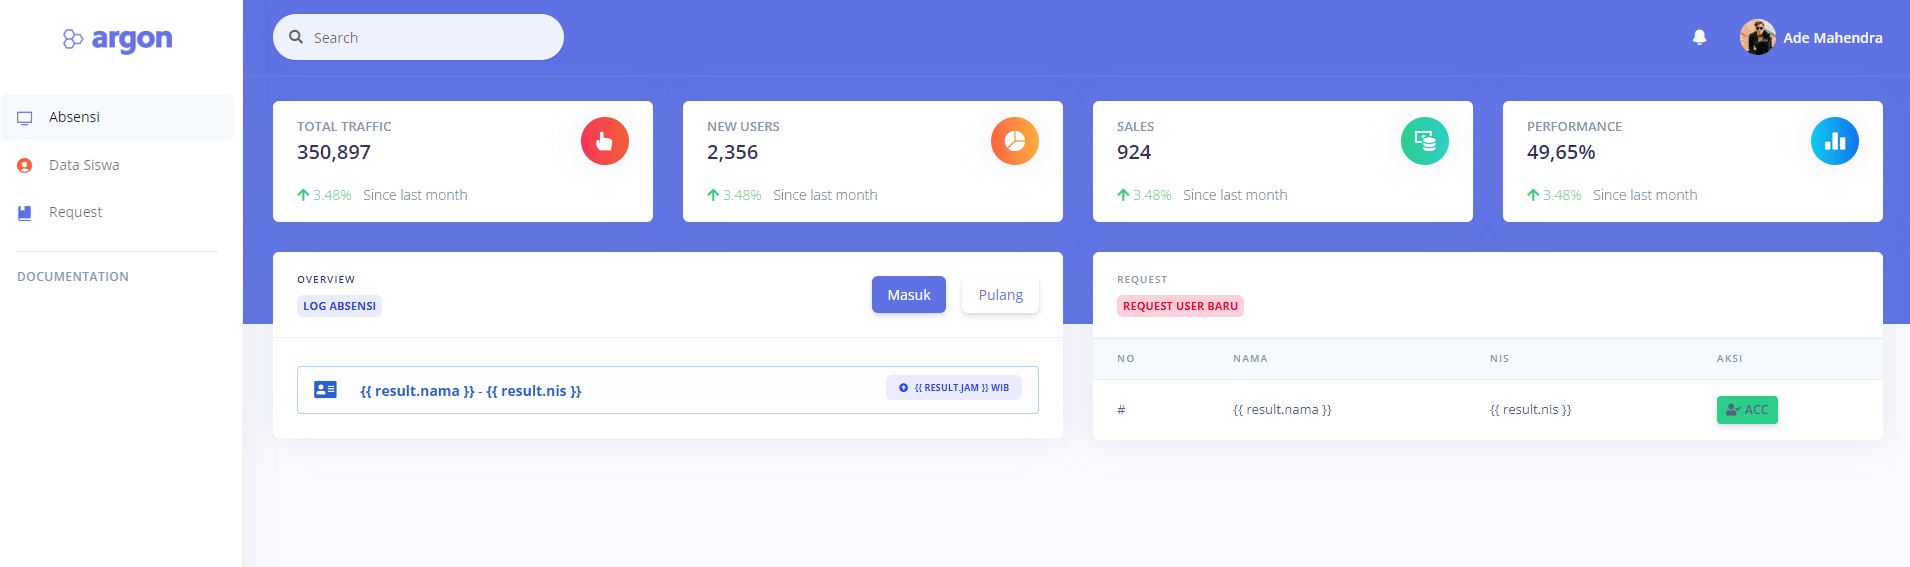 argon
Search
Ade Mahendra
Absensi
Data Siswa
Request
DOCUMENTATION
TOTAL TRAFFIC
350,897
3.48% Since last month
NEW USERS
2,356
3.48% Since last month
SALES
924
3.48% Since last month
PERFORMANCE
49,65%
3.48% Since last month
OVERVIEW
LOG ABSENSI
Masuk
Pulang
{{ result.nama }} - {{ result.nis }}
{{ RESULT.JAM }} WIB
REQUEST
REQUEST USER BARU
NO NAMA NIS AKSI
# {{ result.nama }} {{ result.nis }} ACC